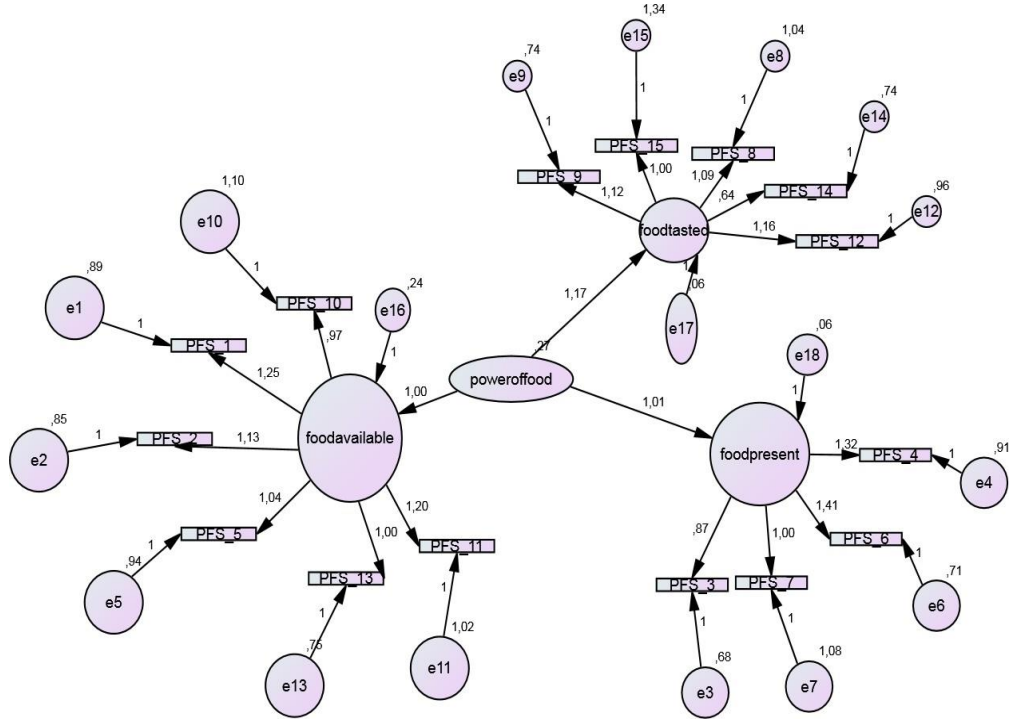 1,34
e15
,74
e9
1,04
e8
,74
e14
1
1
1
1
PFS_15
PFS_8
PFS_9
PFS_14
,96
e12
1
PFS_12
1,00
1,09
1,12
,64
1,16
foodtasted
1,10
e10
1
,89
e1
1
PFS_10
,24
e16
1
PFS_1
,97
1,25
1,17
1
,06
e17
,27
poweroffood
1,00
1,01
,06
e18
1
,85
e2
1
PFS_2
1,13
foodavailable
foodpresent
1,32
PFS_4
1
,91
e4
1,04
1,20
1,00
PFS_5
1
,94
e5
PFS_11
PFS_13
1
1
,75
e13
1,02
e11
,87
1,00
1,41
PFS_6
1
,71
e6
PFS_3
PFS_7
1
1
,68
e3
1,08
e7